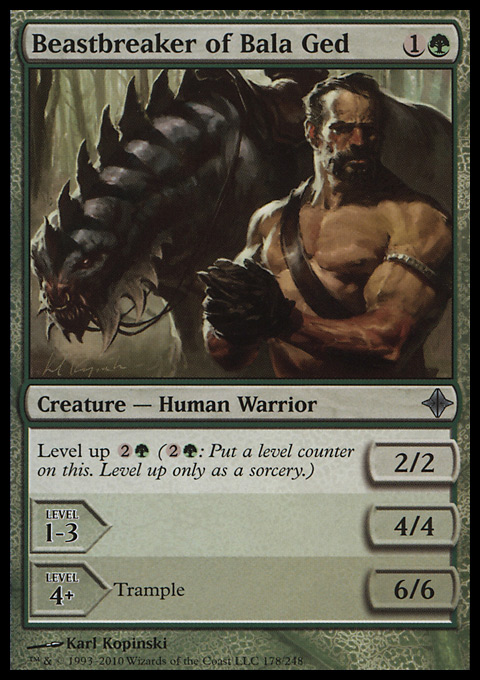 Beastbreaker of Bala Ged 1
Creature — Human Warrior
Level up 2 (2: Put a level counter
on this. Level up only as a sorcery.)
2/2
LEVEL
1-3
4/4
LEVEL
4+
Trample
6/6
Karl Kopinski
™ & © 1993–2010 Wizards of the Coast LLC 178/248